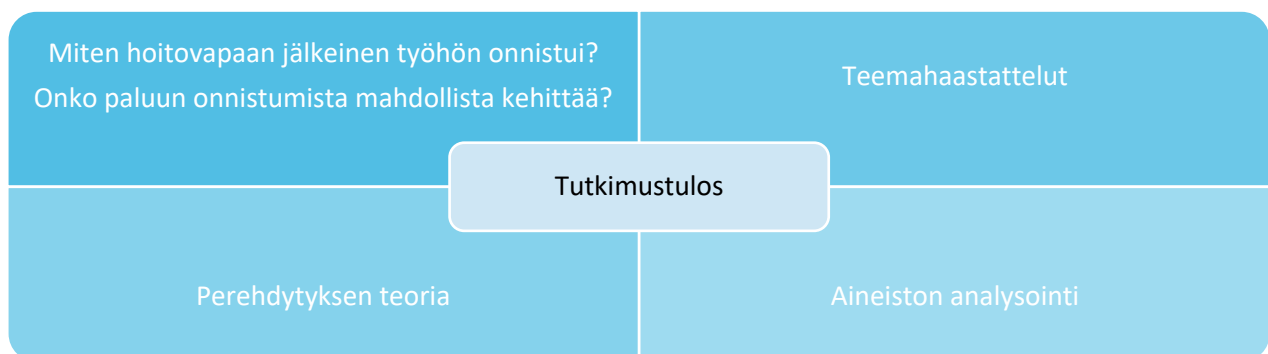 Miten hoitovapaan jälkeinen työhön onnistui?
Onko paluun onnistumista mahdollista kehittää?
Teemahaastattelut
Tutkimustulos
Perehdytyksen teoria
Aineiston analysointi